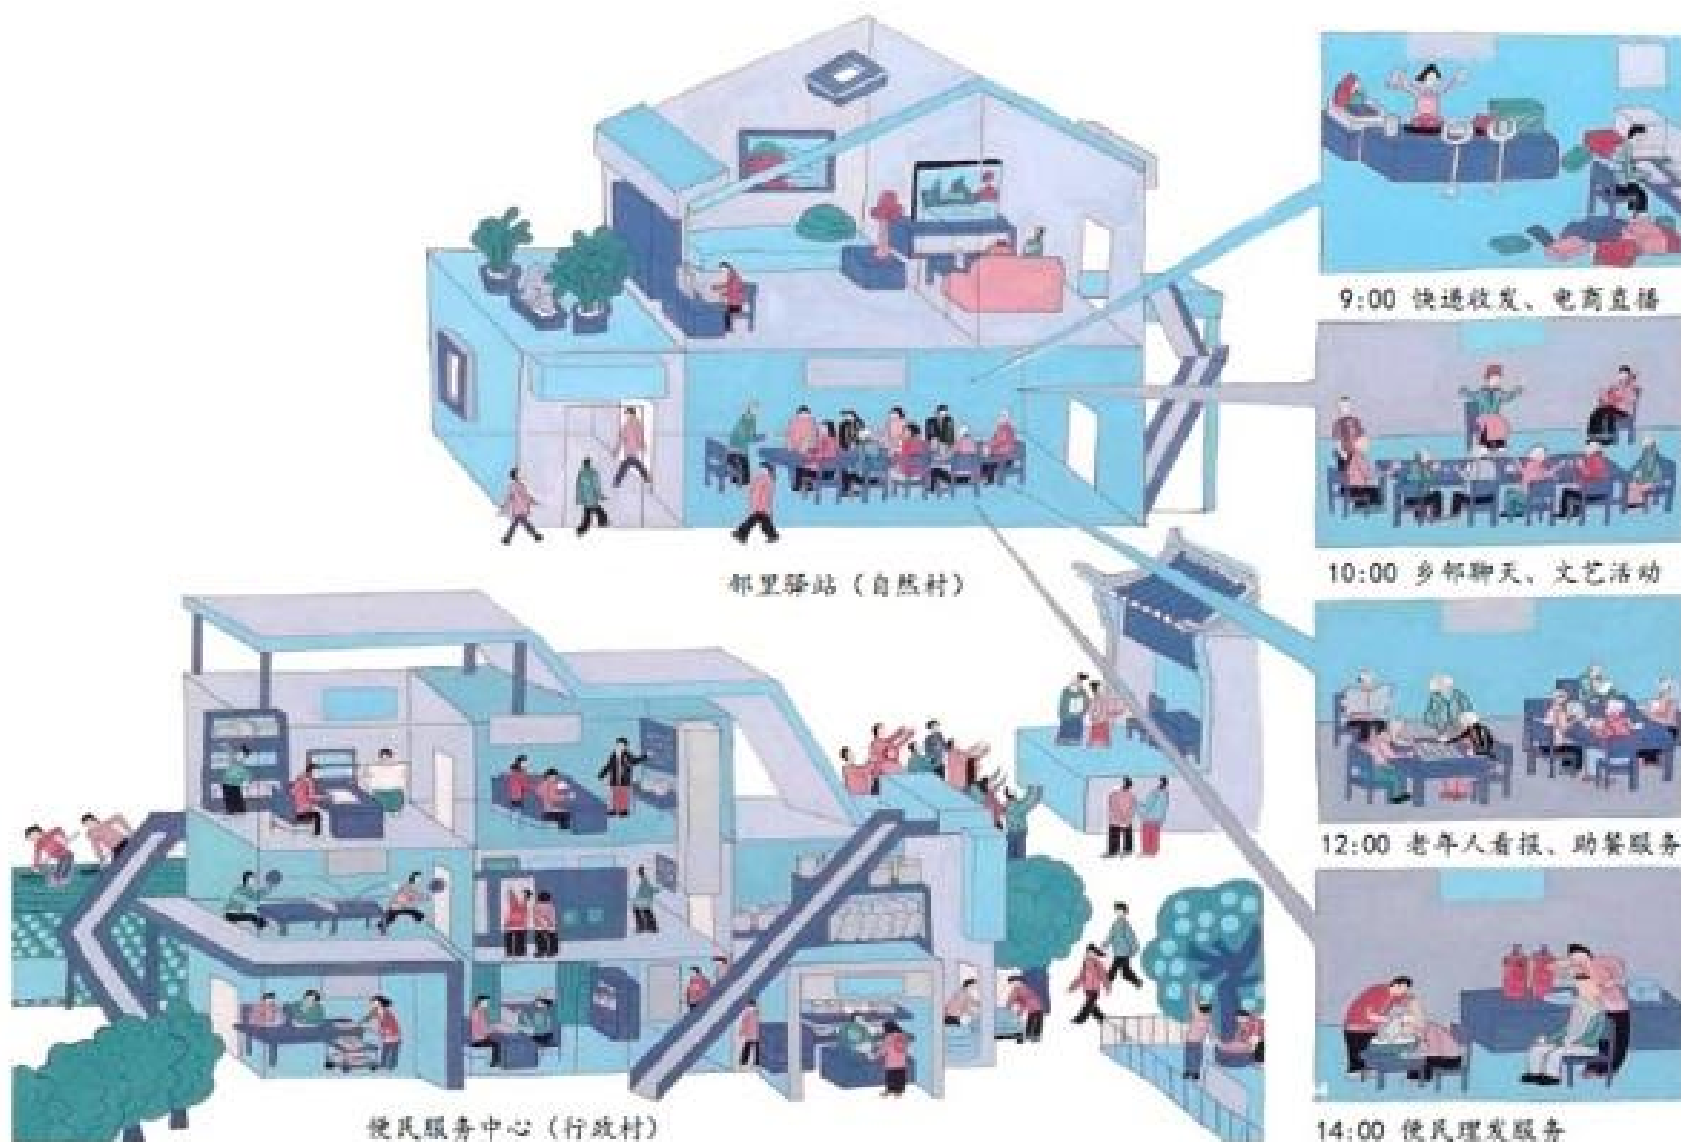 9:00 快递收发、电商直播
10:00 乡邻聊天、文艺活动
邻里驿站（自然村）
12:00 老年人看报、助餐服务
便民服务中心（行政村）
14:00 便民理发服务